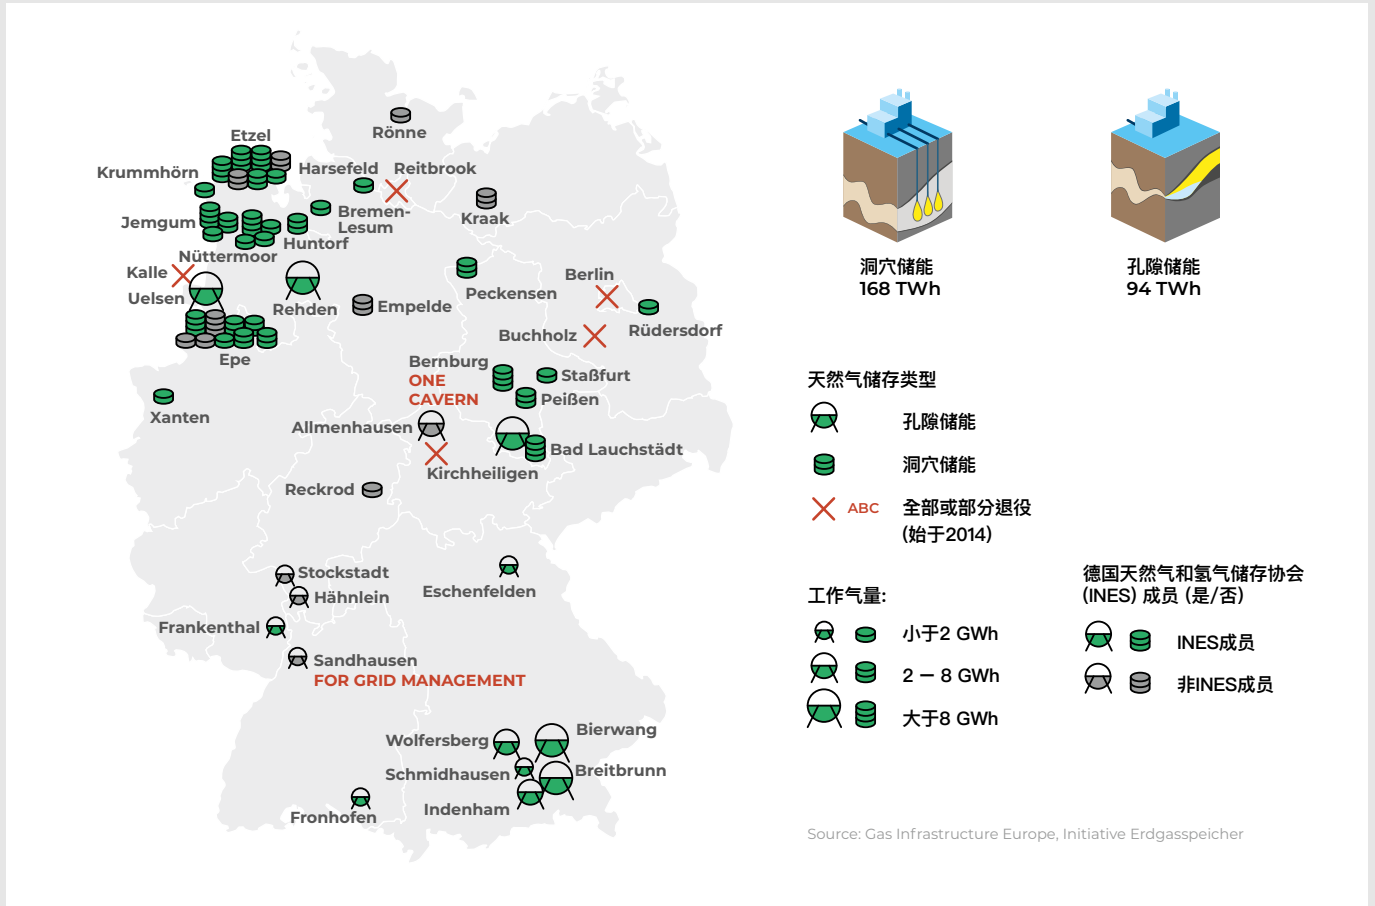 Rönne
Etzel
Krummhörn
Harsefeld
Reitbrook
Kraak
Jemgum
Bremen-
Lesum
Huntorf
Nüttermoor
Kalle
Uelsen
Rehden
Empelde
Peckensen
Berlin
Rüdersdorf
Buchholz
Epe
Bernburg
ONE
CAVERN
Staßfurt
Peißen
Xanten
Allmenhausen
Bad Lauchstädt
Kirchheiligen
Reckrod
Stockstadt
Hähnlein
Eschenfelden
Frankenthal
Sandhausen
FOR GRID MANAGEMENT
Wolfersberg
Bierwang
Schmidhausen
Breitbrunn
Indenham
Fronhofen
洞穴储能
168 TWh
孔隙储能
94 TWh
天然气储存类型
孔隙储能
洞穴储能
ABC 全部或部分退役
(始于2014)
工作气量:
小于2 GWh
2 – 8 GWh
大于8 GWh
德国天然气和氢气储存协会
(INES) 成员 (是/否)
INES成员
非INES成员
Source: Gas Infrastructure Europe, Initiative Erdgasspeicher